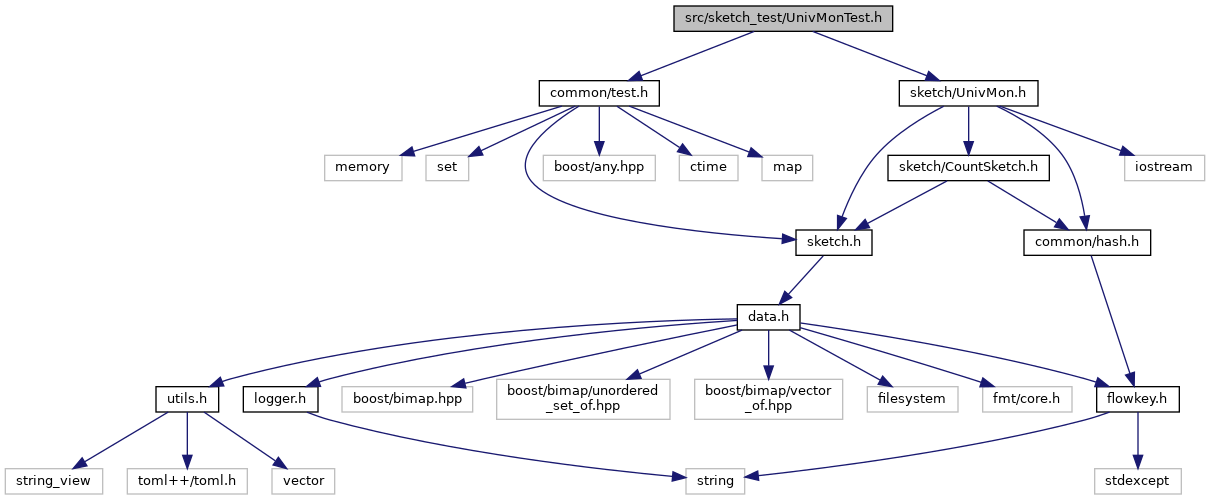 src/sketch_test/UnivMonTest.h
common/test.h
sketch/UnivMon.h
memory
set
boost/any.hpp
ctime
map
sketch/CountSketch.h
iostream
sketch.h
common/hash.h
data.h
utils.h
logger.h
boost/bimap.hpp
boost/bimap/unordered
_set_of.hpp
boost/bimap/vector
_of.hpp
filesystem
fmt/core.h
flowkey.h
string_view
toml++/toml.h
vector
string
stdexcept